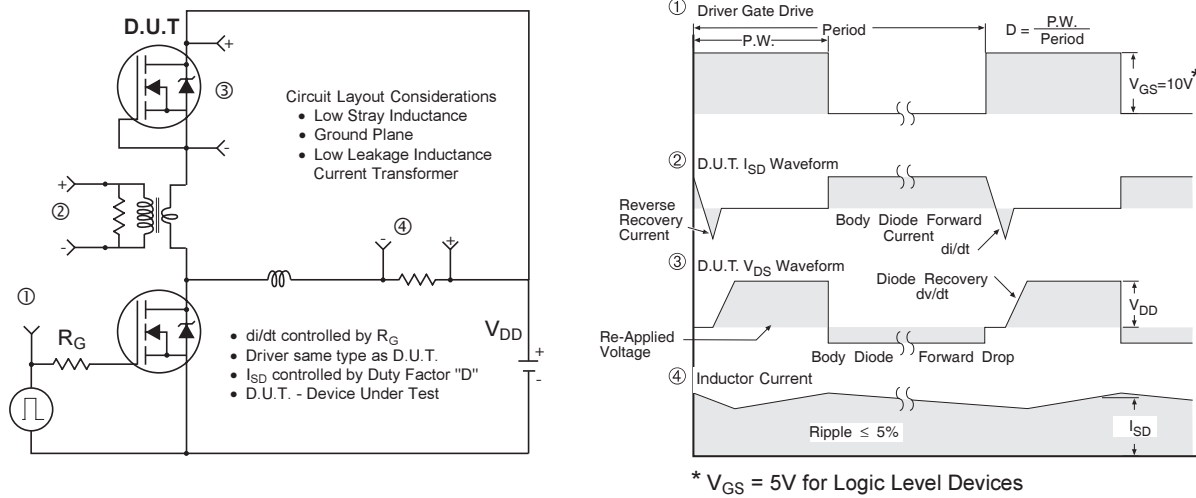 D.U.T
+
③
-
Circuit Layout Considerations
• Low Stray Inductance
• Ground Plane
• Low Leakage Inductance
Current Transformer
+
②
-
④
- +
①
R_G
V_DD
+
-
• di/dt controlled by R_G
• Driver same type as D.U.T.
• I_SD controlled by Duty Factor "D"
• D.U.T. - Device Under Test
① Driver Gate Drive
P.W.
Period
D = P.W. / Period
V_GS=10V*
② D.U.T. I_SD Waveform
Reverse
Recovery
Current
Body Diode Forward
Current
di/dt
③ D.U.T. V_DS Waveform
Diode Recovery
dv/dt
V_DD
Re-Applied
Voltage
Body Diode Forward Drop
④ Inductor Current
Ripple ≤ 5%
I_SD
* V_GS = 5V for Logic Level Devices